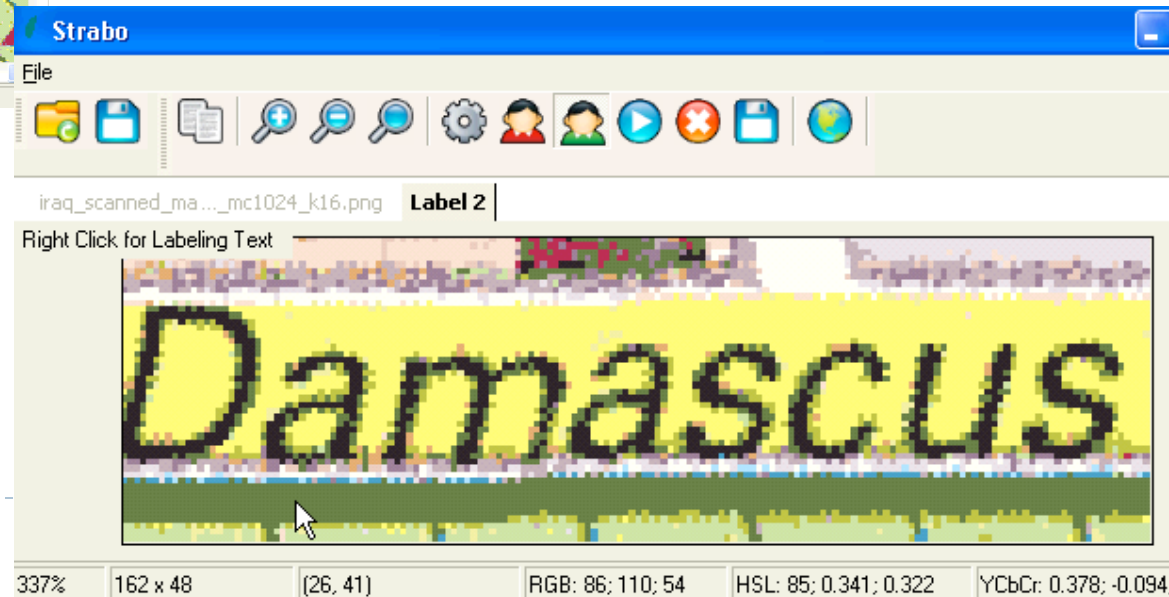 Strabo
File
iraq_scanned_ma..._mc1024_k16.png Label 2
Right Click for Labeling Text
Damascus
337% 162 x 48 (26, 41) RGB: 86; 110; 54 HSL: 85; 0.341; 0.322 YCbCr: 0.378; -0.094